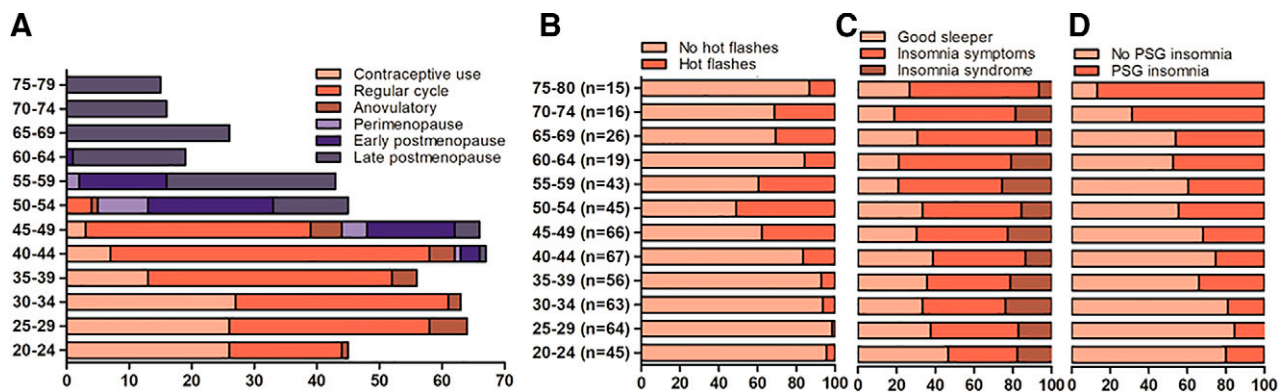 A
Contraceptive use
Regular cycle
Anovulatory
Perimenopause
Early postmenopause
Late postmenopause
75-79
70-74
65-69
60-64
55-59
50-54
45-49
40-44
35-39
30-34
25-29
20-24
0 10 20 30 40 50 60 70
B
No hot flashes
Hot flashes
75-80 (n=15)
70-74 (n=16)
65-69 (n=26)
60-64 (n=19)
55-59 (n=43)
50-54 (n=45)
45-49 (n=66)
40-44 (n=67)
35-39 (n=56)
30-34 (n=63)
25-29 (n=64)
20-24 (n=45)
0 20 40 60 80 100
C
Good sleeper
Insomnia symptoms
Insomnia syndrome
0 20 40 60 80 100
D
No PSG insomnia
PSG insomnia
0 20 40 60 80 100